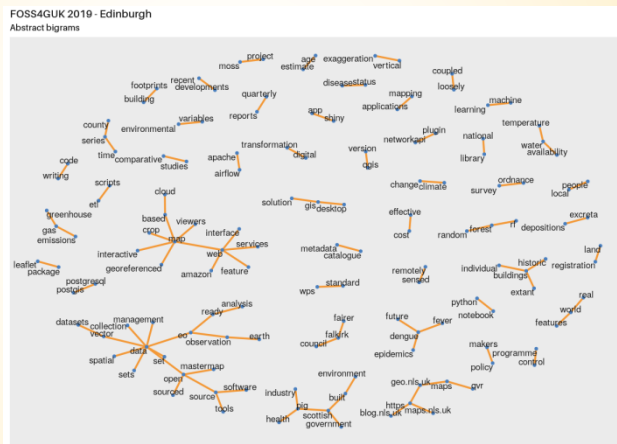 FOSS4GUK 2019 - Edinburgh
Abstract bigrams
project
moss
age
estimate
exaggeration
vertical
coupled
loosely
recent
developments
footprints
building
disease
status
mapping
applications
machine
learning
quarterly
reports
app
shiny
county
series
time
variables
environmental
plugin
networkapi
national
library
temperature
water
availability
code
writing
comparative
studies
apache
airflow
transformation
digital
version
qgis
scripts
etl
change
climate
ordnance
survey
people
local
cloud
based
crop
viewers
map
interface
web
services
interactive
georeferenced
amazon
feature
solution
gis
desktop
effective
cost
random
forest
rf
excreta
depositions
greenhouse
gas
emissions
metadata
catalogue
land
registration
leaflet
package
postgresql
postgis
remotely
sensed
individual
historic
buildings
extant
wps
standard
python
notebook
real
world
features
datasets
collection
management
vector
data
spatial
sets
set
eo
ready
analysis
observation
earth
open
mastermap
sourced
source
software
tools
fairer
falkirk
council
future
fever
dengue
epidemics
makers
policy
programme
control
environment
industry
built
pig
scottish
health
government
geo.nls.uk
maps
gvr
https
blog.nls.uk
maps.nls.uk